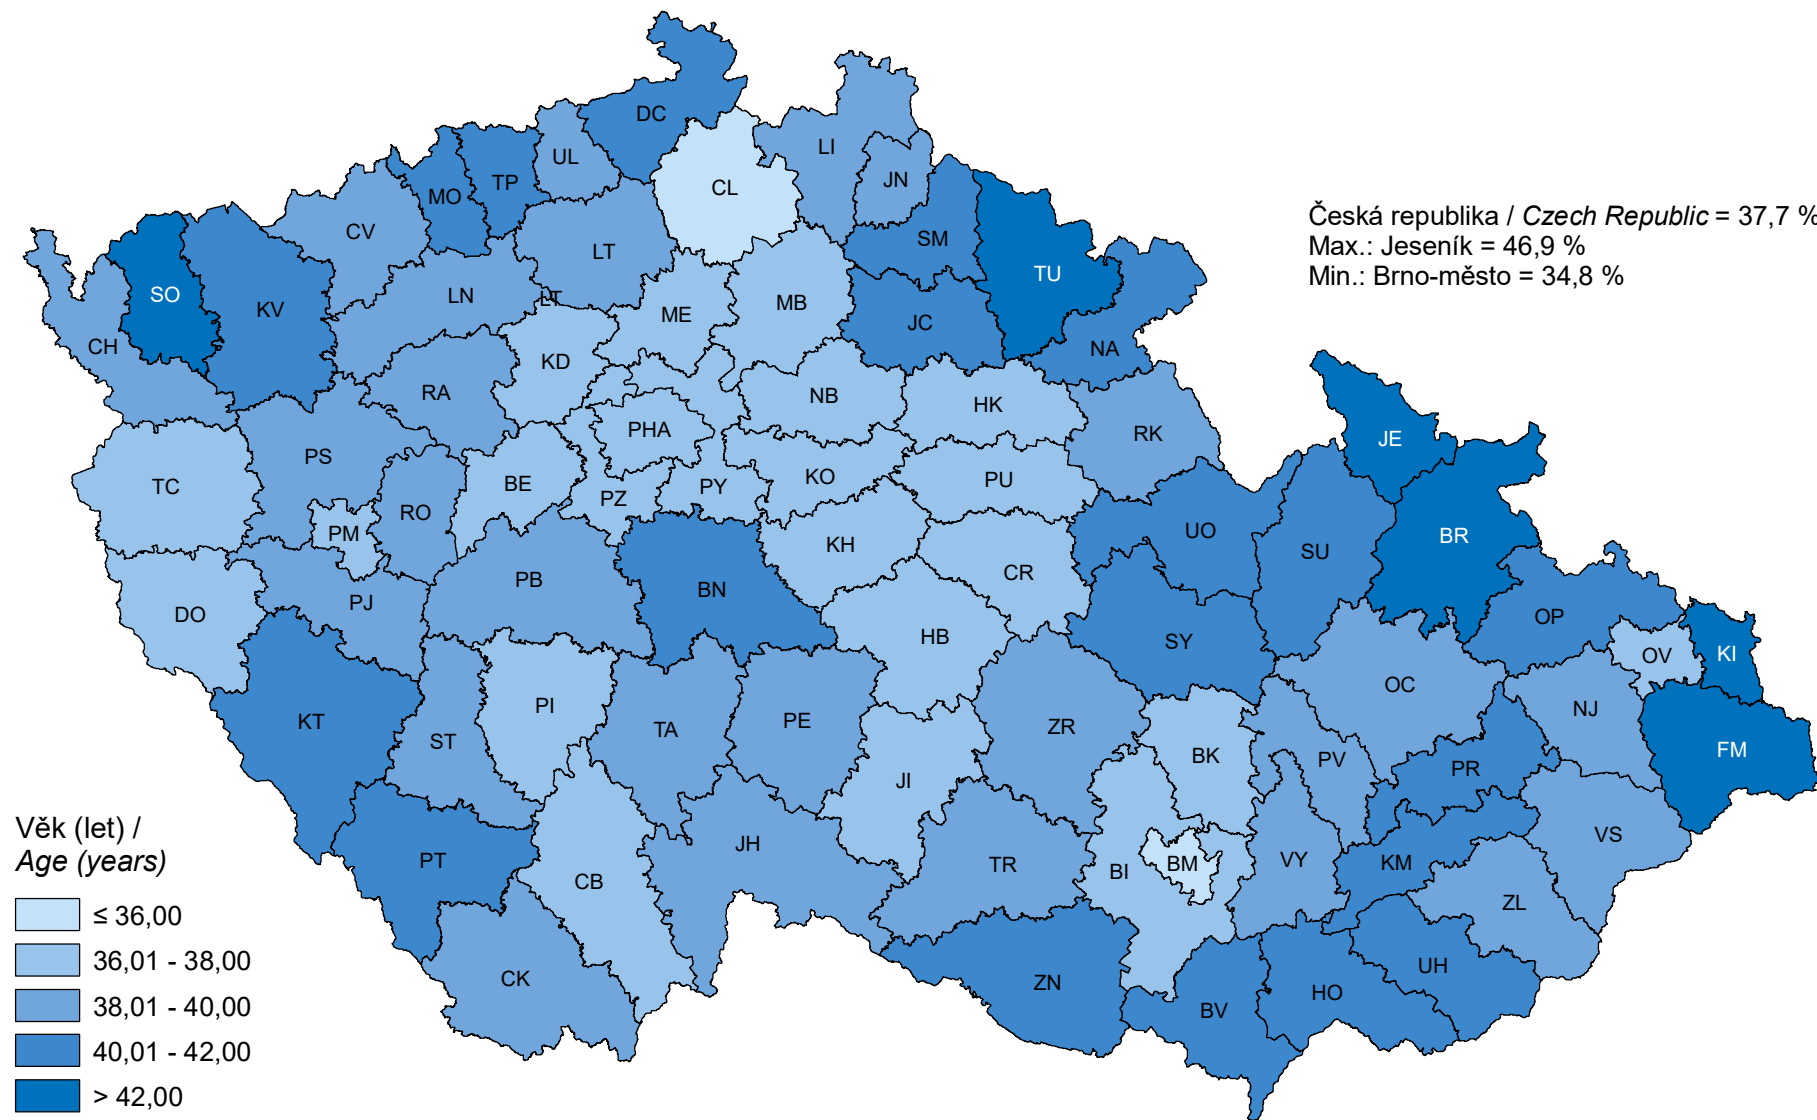 DC
LI
UL
TP
JN
CL
MO
CV
SM
Česká republika / Czech Republic = 37,7 %
Max.: Jeseník = 46,9 %
Min.: Brno-město = 34,8 %
LT
TU
SO
KV
LN
LT
ME
MB
JC
CH
NA
KD
RA
NB
HK
PHA
RK
JE
PS
TC
BE
PZ
PY
KO
PU
RO
PM
UO
BR
SU
KH
CR
PB
BN
PJ
DO
OP
HB
SY
OV
KI
OC
PI
NJ
KT
ST
TA
PE
ZR
BK
PV
PR
FM
JI
Věk (let) /
Age (years)
PT
JH
TR
BI
BM
VY
KM
VS
CB
ZL
≤ 36,00
36,01 - 38,00
CK
ZN
BV
HO
UH
38,01 - 40,00
40,01 - 42,00
> 42,00